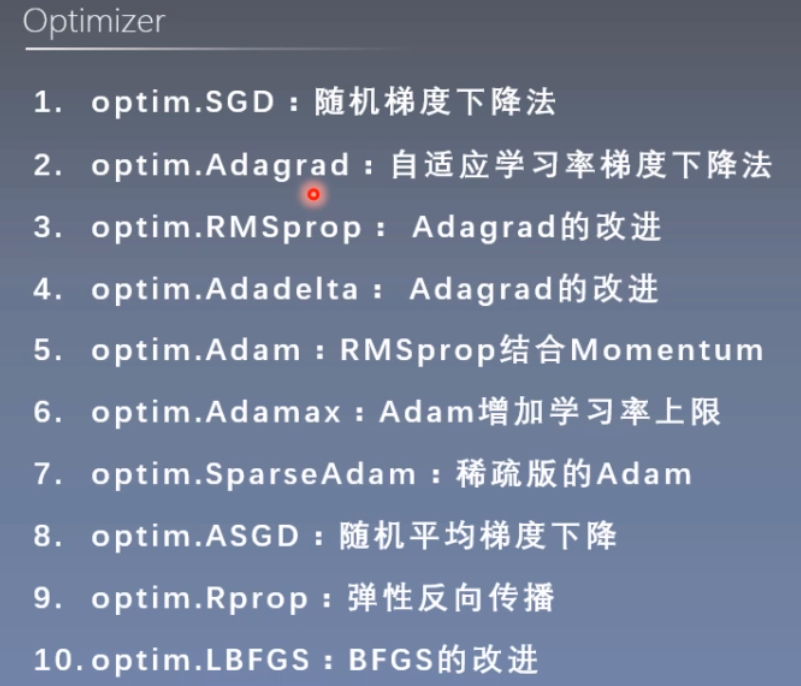 Optimizer
1. optim.SGD：随机梯度下降法
2. optim.Adagrad：自适应学习率梯度下降法
3. optim.RMSprop： Adagrad的改进
4. optim.Adadelta： Adagrad的改进
5. optim.Adam：RMSprop结合Momentum
6. optim.Adamax：Adam增加学习率上限
7. optim.SparseAdam：稀疏版的Adam
8. optim.ASGD：随机平均梯度下降
9. optim.Rprop：弹性反向传播
10. optim.LBFGS：BFGS的改进